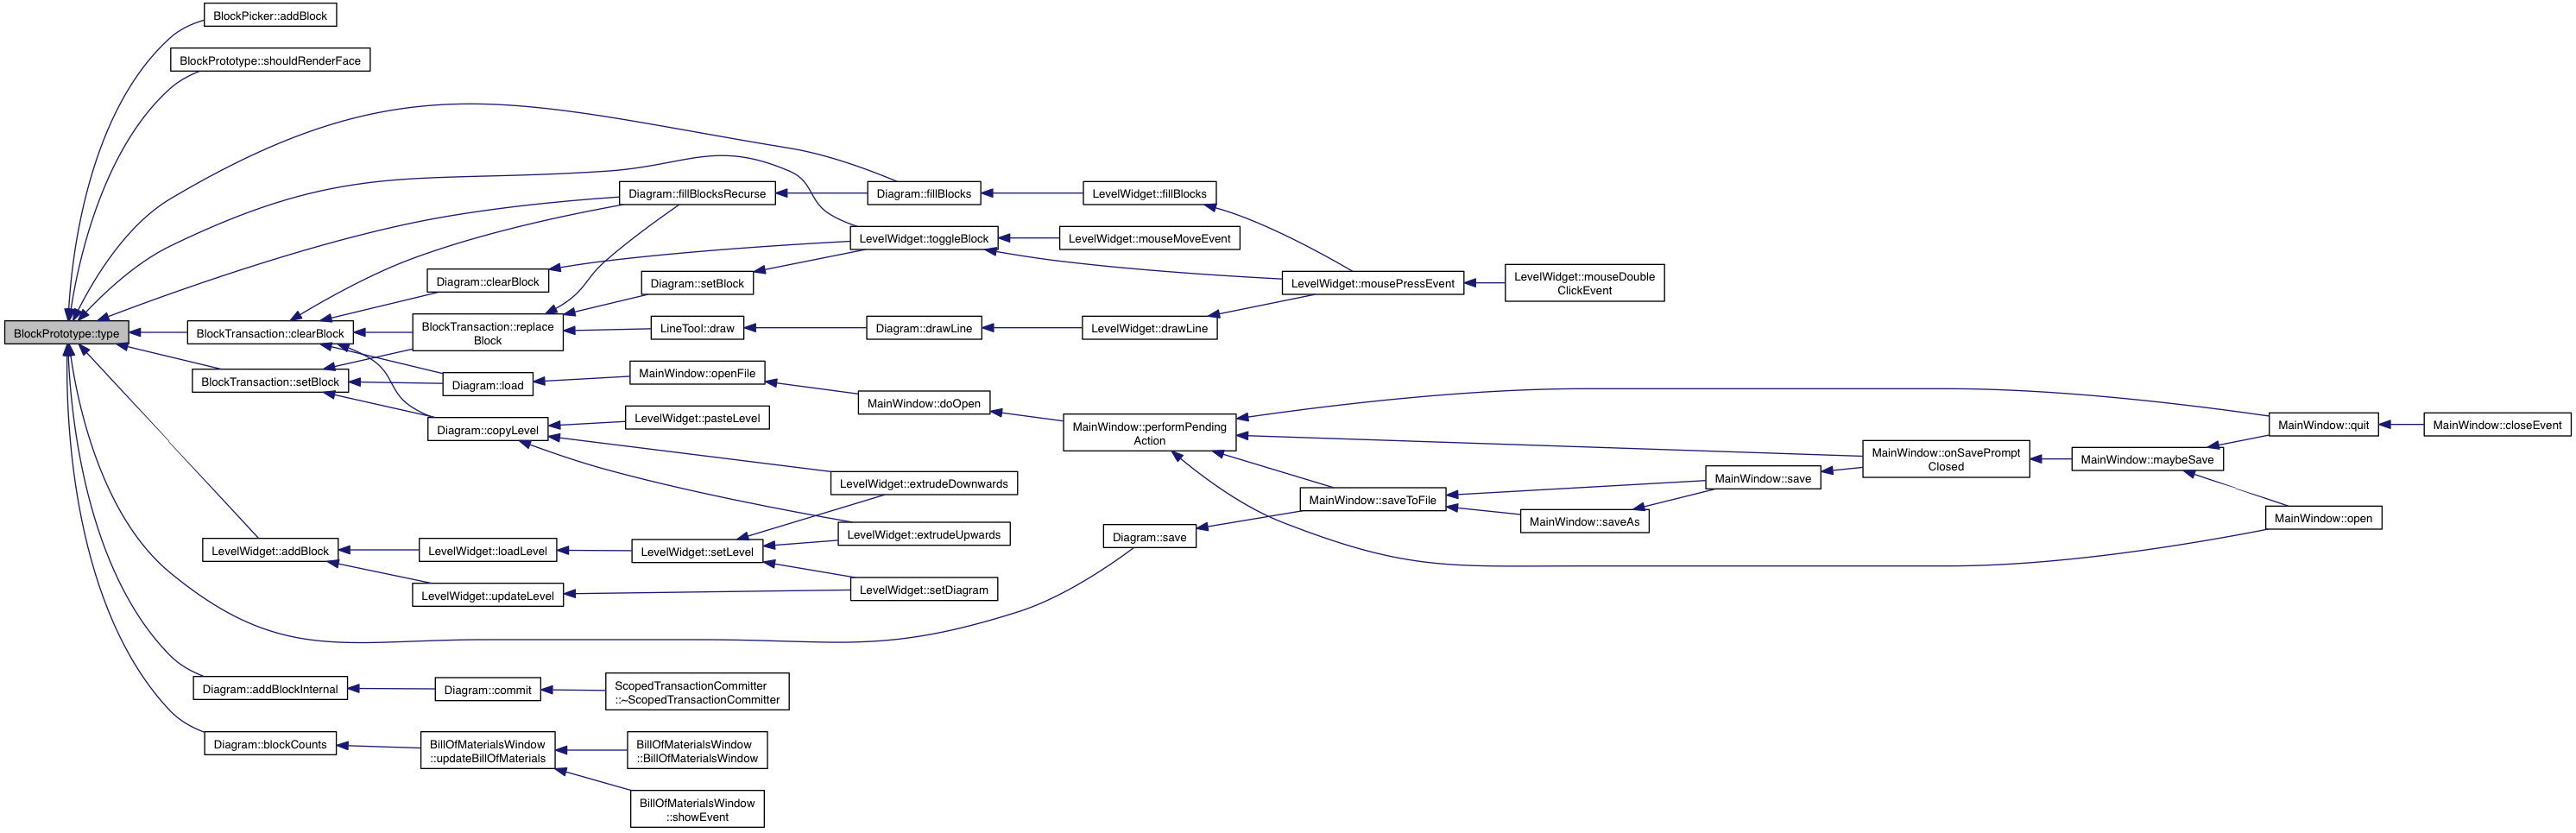 BlockPicker::addBlock
BlockPrototype::shouldRenderFace
Diagram::fillBlocksRecurse
Diagram::fillBlocks
LevelWidget::fillBlocks
LevelWidget::toggleBlock
LevelWidget::mouseMoveEvent
Diagram::clearBlock
Diagram::setBlock
LevelWidget::mousePressEvent
LevelWidget::mouseDouble
ClickEvent
BlockPrototype::type
BlockTransaction::clearBlock
BlockTransaction::replace
Block
LineTool::draw
Diagram::drawLine
LevelWidget::drawLine
BlockTransaction::setBlock
Diagram::load
MainWindow::openFile
MainWindow::doOpen
Diagram::copyLevel
LevelWidget::pasteLevel
MainWindow::performPending
Action
MainWindow::quit
MainWindow::closeEvent
MainWindow::onSavePrompt
Closed
MainWindow::maybeSave
LevelWidget::extrudeDownwards
MainWindow::saveToFile
MainWindow::save
MainWindow::saveAs
MainWindow::open
LevelWidget::extrudeUpwards
Diagram::save
LevelWidget::addBlock
LevelWidget::loadLevel
LevelWidget::setLevel
LevelWidget::updateLevel
LevelWidget::setDiagram
Diagram::addBlockInternal
Diagram::commit
ScopedTransactionCommitter
::~ScopedTransactionCommitter
Diagram::blockCounts
BillOfMaterialsWindow
::updateBillOfMaterials
BillOfMaterialsWindow
::BillOfMaterialsWindow
BillOfMaterialsWindow
::showEvent